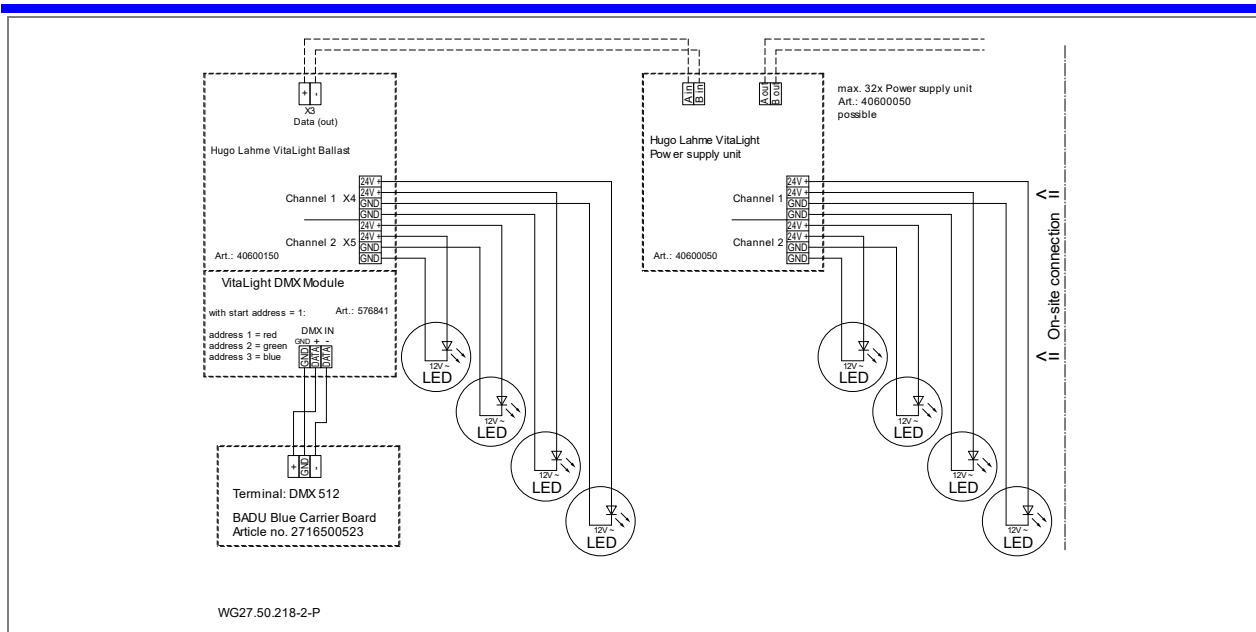 + -
X3
Data (out)
Hugo Lahme VitaLight Ballast
24V +
24V +
Channel 1 X4
GND
GND
24V +
24V +
Channel 2 X5
GND
GND
Art.: 40600150
VitaLight DMX Module
with start address = 1: Art.: 576841
address 1 = red
address 2 = green
address 3 = blue
DMX IN
GND + -
GND DATA DATA
+ GND -
Terminal: DMX 512
BADU Blue Carrier Board
Article no. 2716500523
12V ~
LED
12V ~
LED
12V ~
LED
12V ~
LED
A in B in
A out B out
max. 32x Power supply unit
Art.: 40600050
possible
Hugo Lahme VitaLight
Power supply unit
24V +
24V +
Channel 1
GND
GND
24V +
24V +
Channel 2
GND
GND
Art.: 40600050
12V ~
LED
12V ~
LED
12V ~
LED
12V ~
LED
<= On-site connection =>
WG27.50.218-2-P